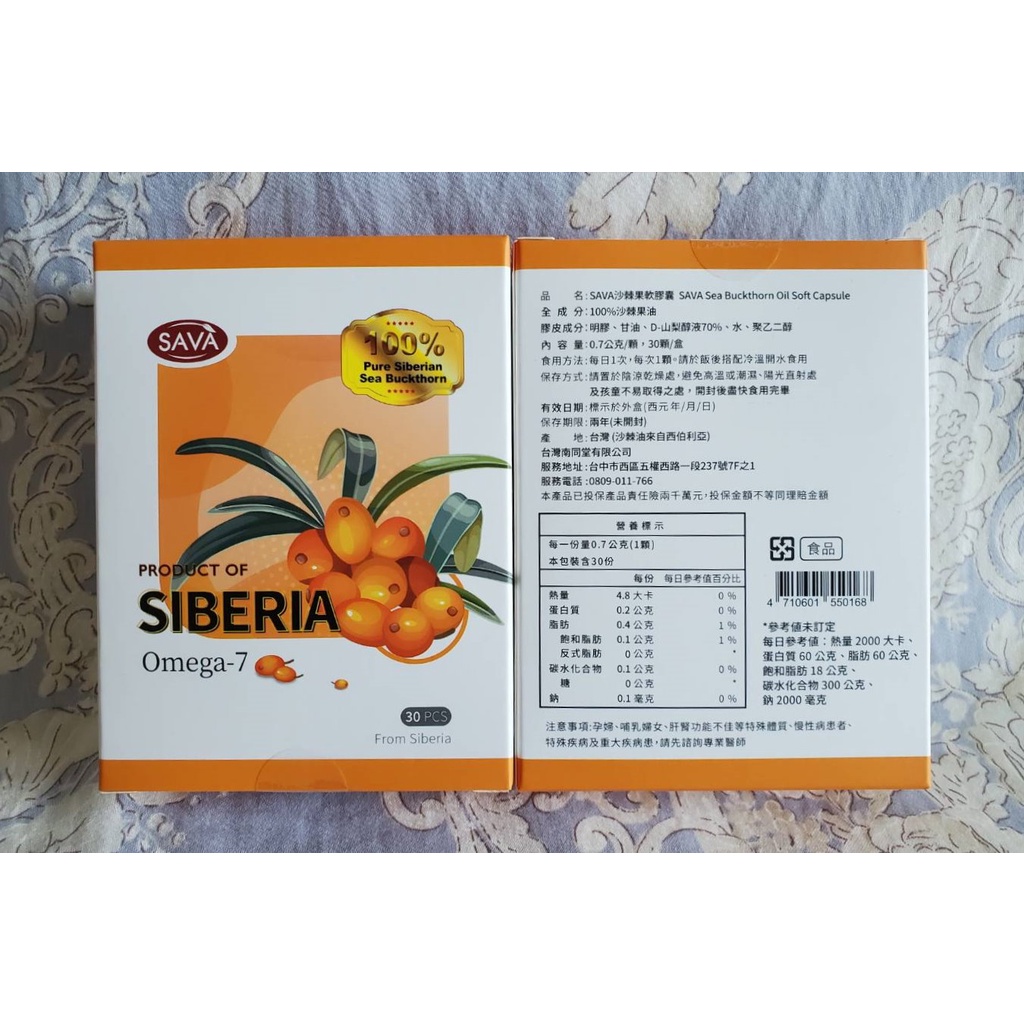 SAVÀ
100%
Pure Siberian
Sea Buckthorn
PRODUCT OF
SIBERIA
Omega-7
30 PCS
From Siberia
品 名:SAVA沙棘果軟膠囊 SAVA Sea Buckthorn Oil Soft Capsule
全 成 分:100%沙棘果油
膠皮成分:明膠、甘油、D-山梨醇液70%、水、聚乙二醇
內 容 量:0.7公克/顆,30顆/盒
食用方法:每日1次,每次1顆。請於飯後搭配冷溫開水食用
保存方式:請置於陰涼乾燥處,避免高溫或潮濕、陽光直射處
及孩童不易取得之處,開封後盡快食用完畢
有效日期:標示於外盒(西元年/月/日)
保存期限:兩年(未開封)
產 地:台灣(沙棘油來自西伯利亞)
台灣南同堂有限公司
服務地址:台中市西區五權西路一段237號7F之1
服務電話:0809-011-766
本產品已投保產品責任險兩千萬元,投保金額不等同理賠金額
營養標示
每一份量0.7公克(1顆)
本包裝含30份
每份 每日參考值百分比
熱量 4.8 大卡 0 %
蛋白質 0.2 公克 0 %
脂肪 0.4 公克 1 %
飽和脂肪 0.1 公克 1 %
反式脂肪 0 公克 *
碳水化合物 0.1 公克 0 %
糖 0 公克 *
鈉 0.1 毫克 0 %
食品
4 710601 550168
*參考值未訂定
每日參考值:熱量 2000 大卡、
蛋白質 60 公克、脂肪 60 公克、
飽和脂肪 18 公克、
碳水化合物 300 公克、
鈉 2000 毫克
注意事項:孕婦、哺乳婦女、肝腎功能不佳等特殊體質、慢性病患者、
特殊疾病及重大疾病患,請先諮詢專業醫師